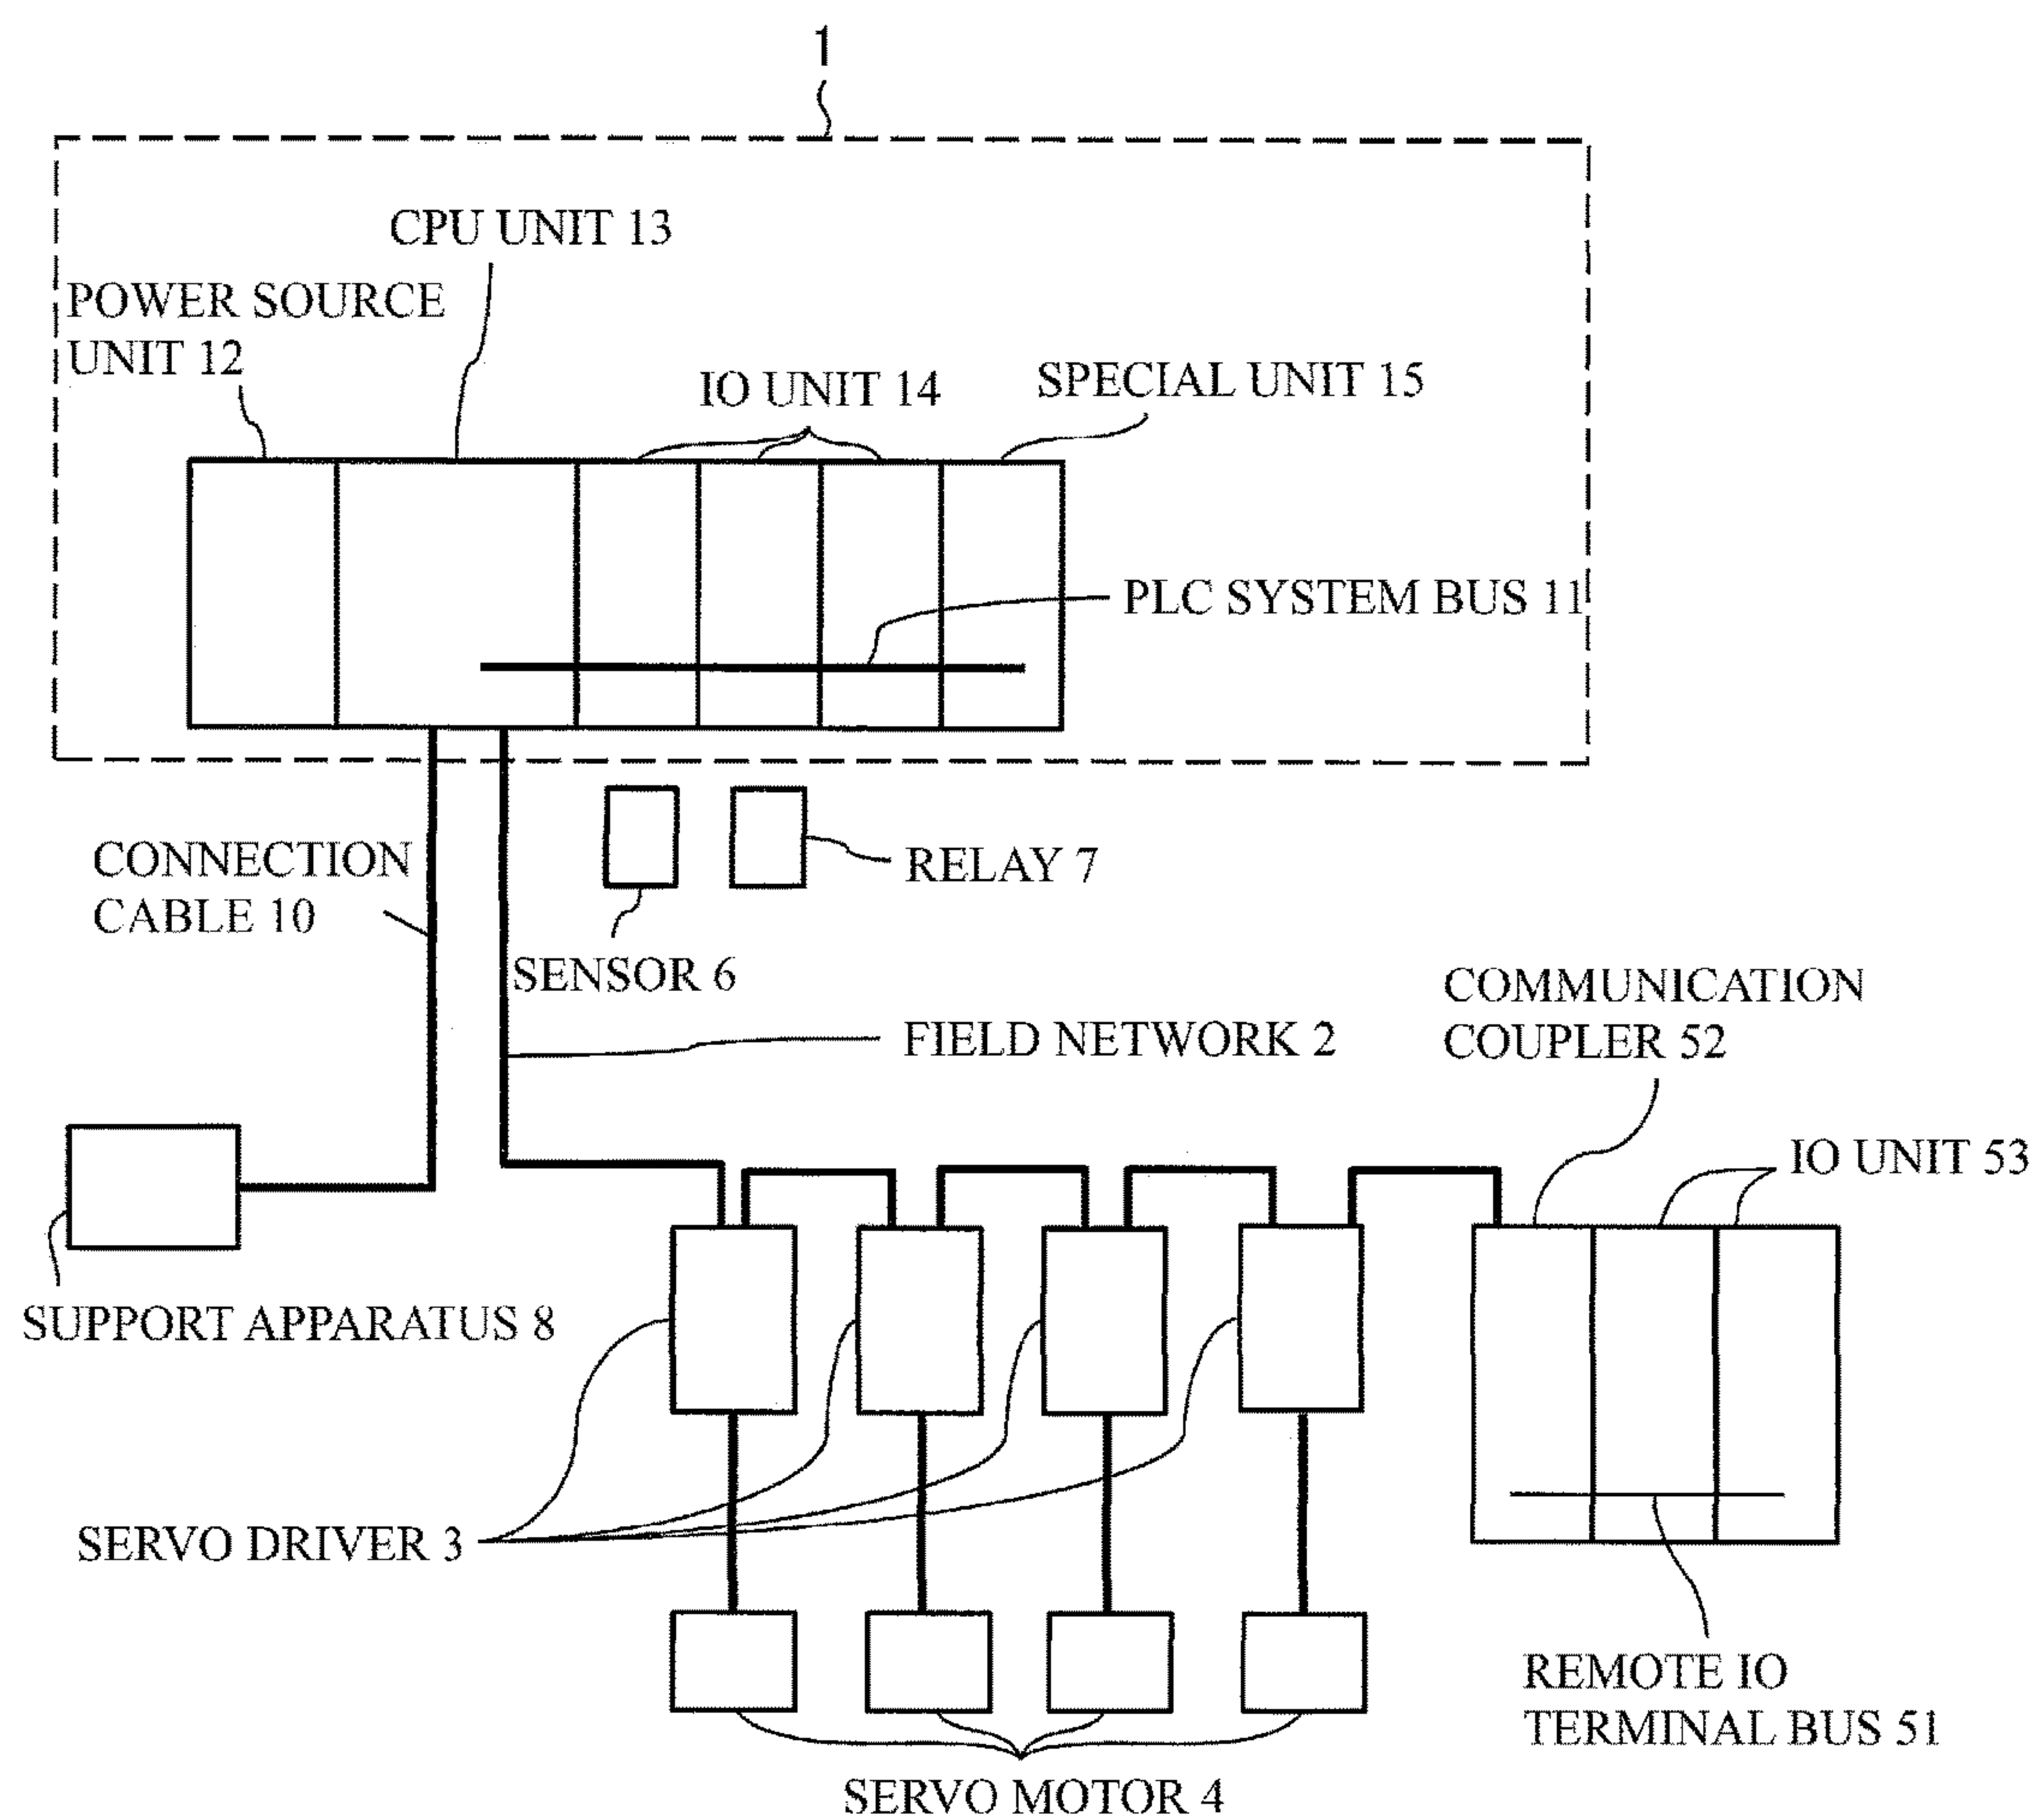 1
CPU UNIT 13
POWER SOURCE
UNIT 12
IO UNIT 14
SPECIAL UNIT 15
PLC SYSTEM BUS 11
CONNECTION
CABLE 10
RELAY 7
SENSOR 6
COMMUNICATION
COUPLER 52
FIELD NETWORK 2
IO UNIT 53
SUPPORT APPARATUS 8
SERVO DRIVER 3
REMOTE IO
TERMINAL BUS 51
SERVO MOTOR 4